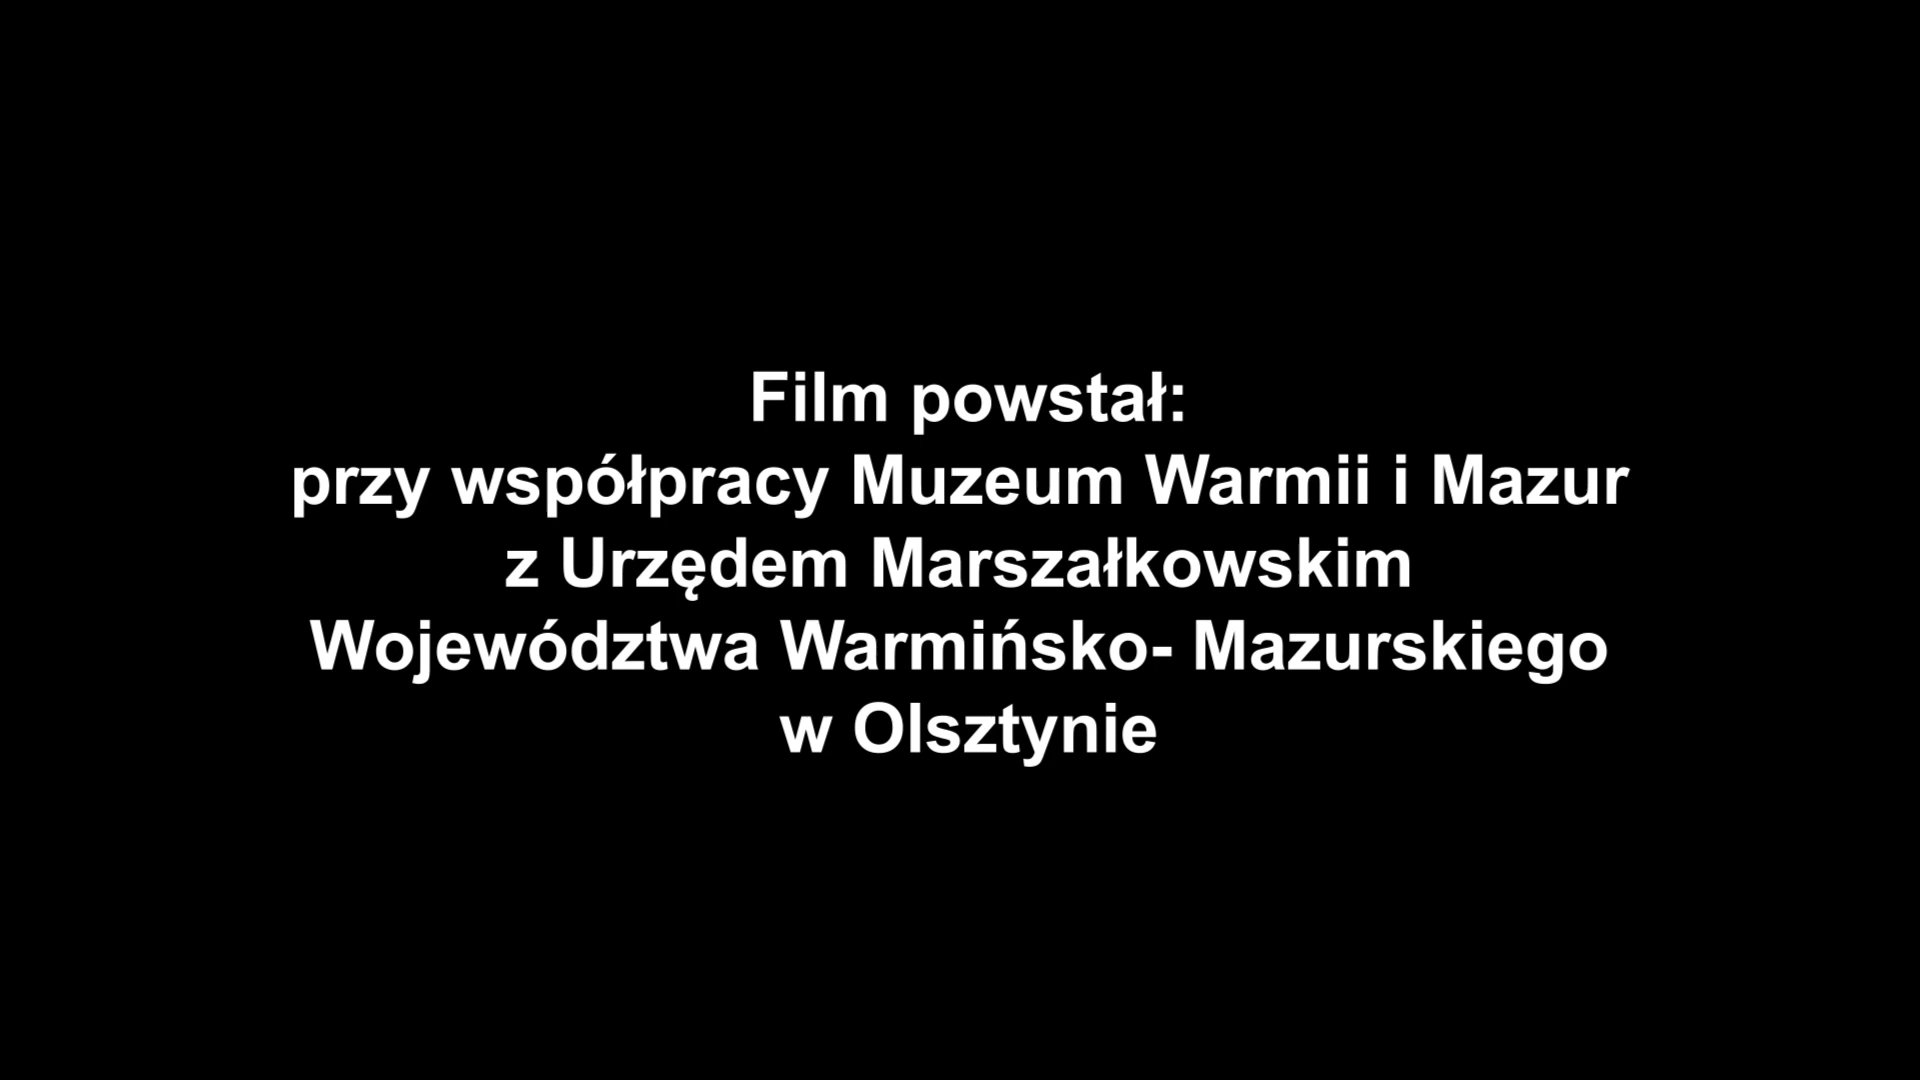 Film powstał:
przy współpracy Muzeum Warmii i Mazur
z Urzędem Marszałkowskim
Województwa Warmińsko- Mazurskiego
w Olsztynie